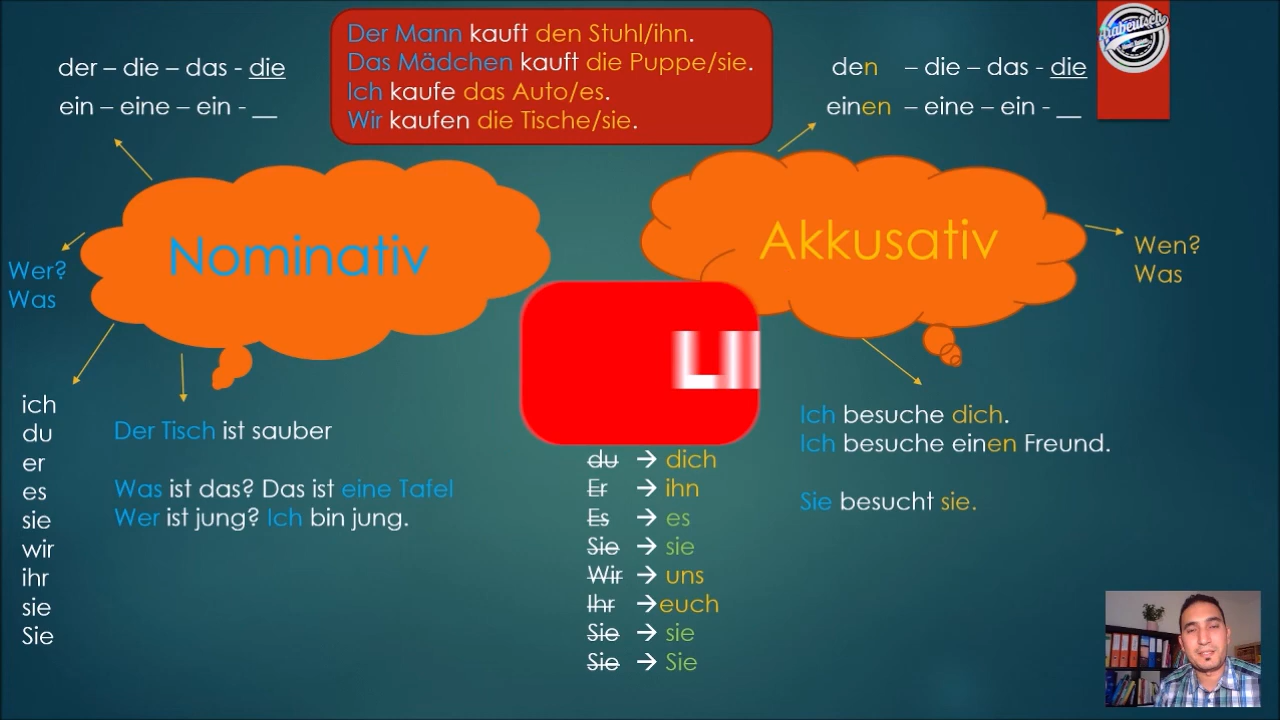 Der Mann kauft den Stuhl/ihn.
Das Mädchen kauft die Puppe/sie.
Ich kaufe das Auto/es.
Wir kaufen die Tische/sie.
der – die – das - die
ein – eine – ein - __
den – die – das - die
einen – eine – ein - __
Nominativ
Akkusativ
Wer?
Was
Wen?
Was
ich
du
er
es
sie
wir
ihr
sie
Sie
Der Tisch ist sauber
Was ist das? Das ist eine Tafel
Wer ist jung? Ich bin jung.
du → dich
Er → ihn
Es → es
Sie → sie
Wir → uns
Ihr →euch
Sie → sie
Sie → Sie
Ich besuche dich.
Ich besuche einen Freund.
Sie besucht sie.